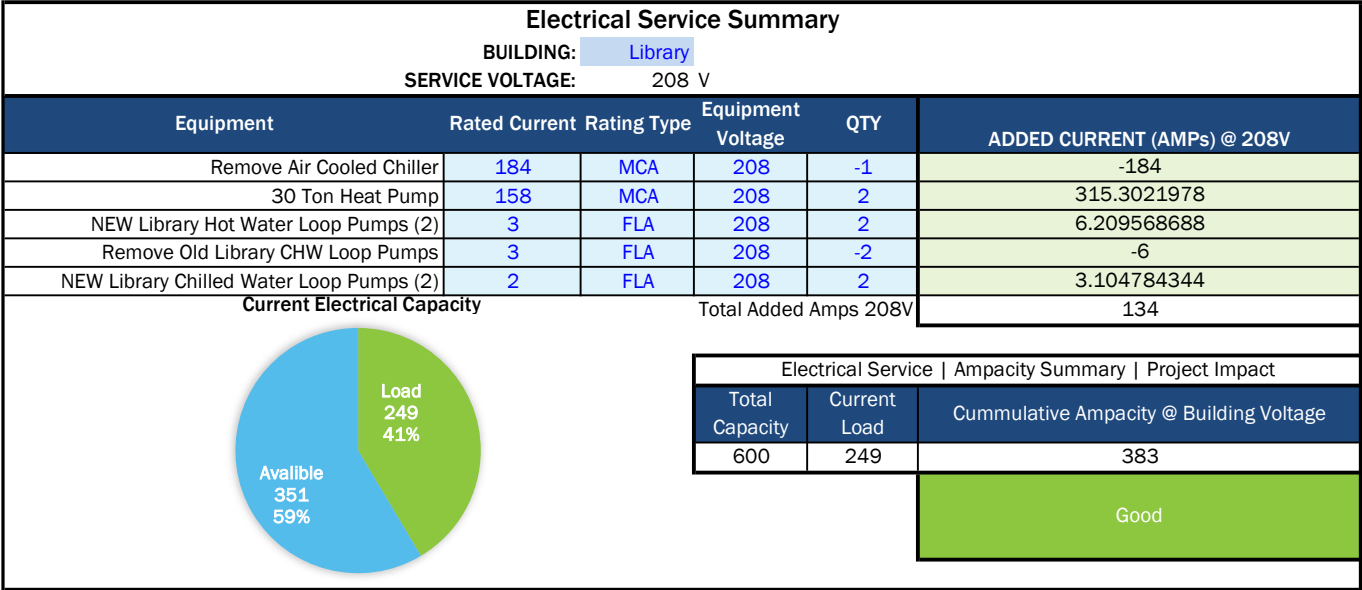 Electrical Service Summary
BUILDING: Library
SERVICE VOLTAGE: 208 V
Equipment Rated Current Rating Type Equipment Voltage QTY ADDED CURRENT (AMPs) @ 208V
Remove Air Cooled Chiller 184 MCA 208 -1 -184
30 Ton Heat Pump 158 MCA 208 2 315.3021978
NEW Library Hot Water Loop Pumps (2) 3 FLA 208 2 6.209568688
Remove Old Library CHW Loop Pumps 3 FLA 208 -2 -6
NEW Library Chilled Water Loop Pumps (2) 2 FLA 208 2 3.104784344
Total Added Amps 208V 134
Current Electrical Capacity
Load
249
41%
Avalible
351
59%
Electrical Service | Ampacity Summary | Project Impact
Total Capacity Current Load Cummulative Ampacity @ Building Voltage
600 249 383
Good